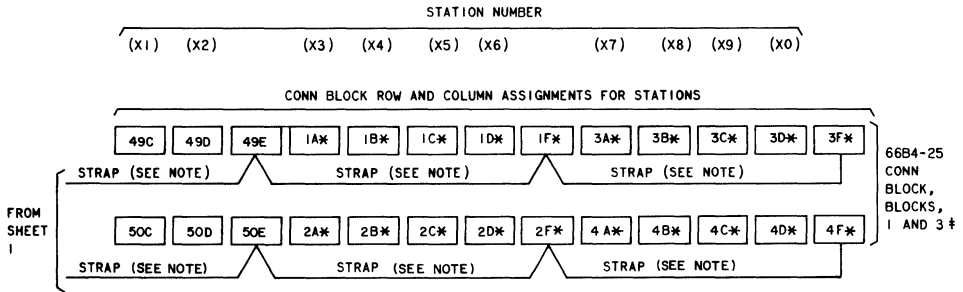 STATION NUMBER
(X1) (X2) (X3) (X4) (X5) (X6) (X7) (X8) (X9) (X0)
CONN BLOCK ROW AND COLUMN ASSIGNMENTS FOR STATIONS
49C 49D 49E 1A* 1B* 1C* 1D* 1F* 3A* 3B* 3C* 3D* 3F*
STRAP (SEE NOTE) STRAP (SEE NOTE) STRAP (SEE NOTE)
66B4-25
CONN
BLOCK,
BLOCKS,
1 AND 3 ‡
FROM
SHEET
1
50C 50D 50E 2A* 2B* 2C* 2D* 2F* 4A* 4B* 4C* 4D* 4F*
STRAP (SEE NOTE) STRAP (SEE NOTE) STRAP (SEE NOTE)